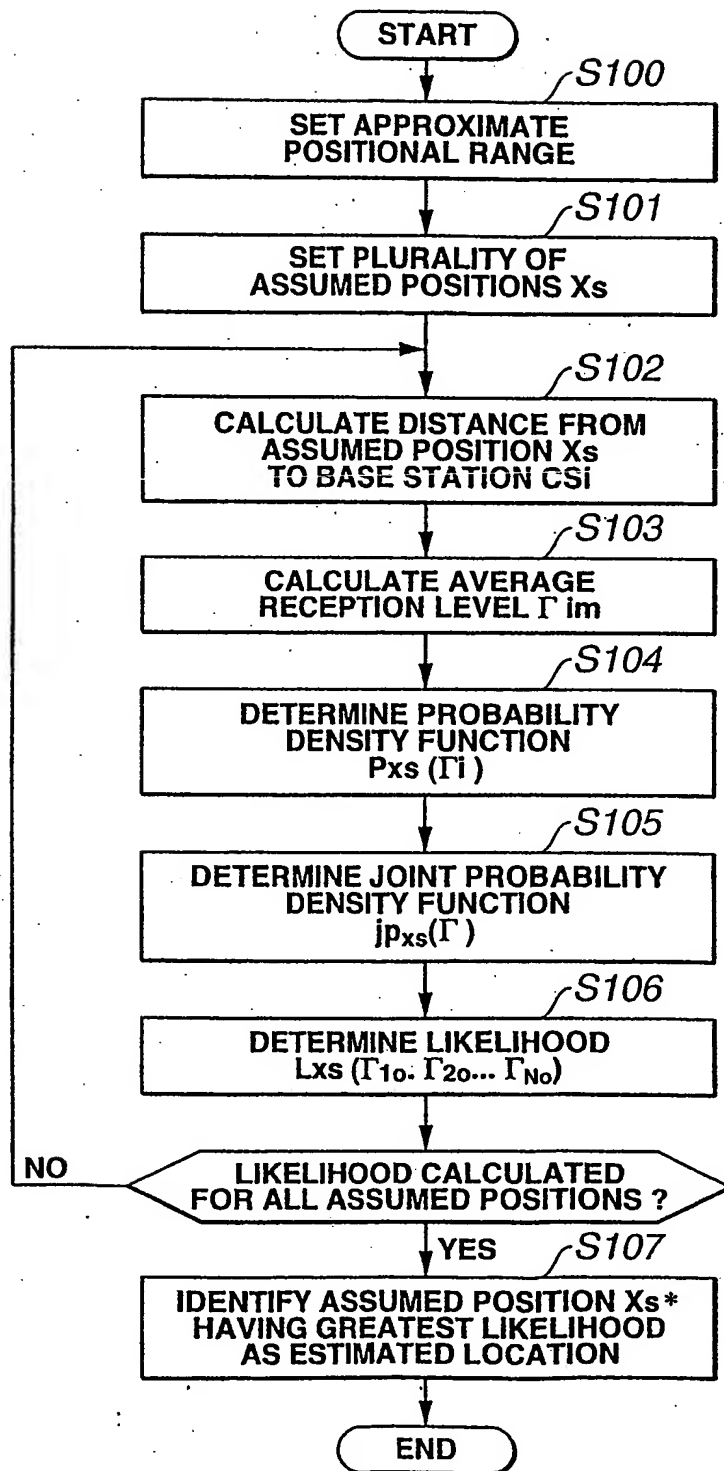 START
S100
SET APPROXIMATE
POSITIONAL RANGE
S101
SET PLURALITY OF
ASSUMED POSITIONS Xs
S102
CALCULATE DISTANCE FROM
ASSUMED POSITION Xs
TO BASE STATION CSi
S103
CALCULATE AVERAGE
RECEPTION LEVEL Γ im
S104
DETERMINE PROBABILITY
DENSITY FUNCTION
Pxs (Γi )
S105
DETERMINE JOINT PROBABILITY
DENSITY FUNCTION
jpxs(Γ )
S106
DETERMINE LIKELIHOOD
Lxs (Γ1o. Γ2o... ΓNo)
NO
LIKELIHOOD CALCULATED
FOR ALL ASSUMED POSITIONS ?
YES
S107
IDENTIFY ASSUMED POSITION Xs*
HAVING GREATEST LIKELIHOOD
AS ESTIMATED LOCATION
END